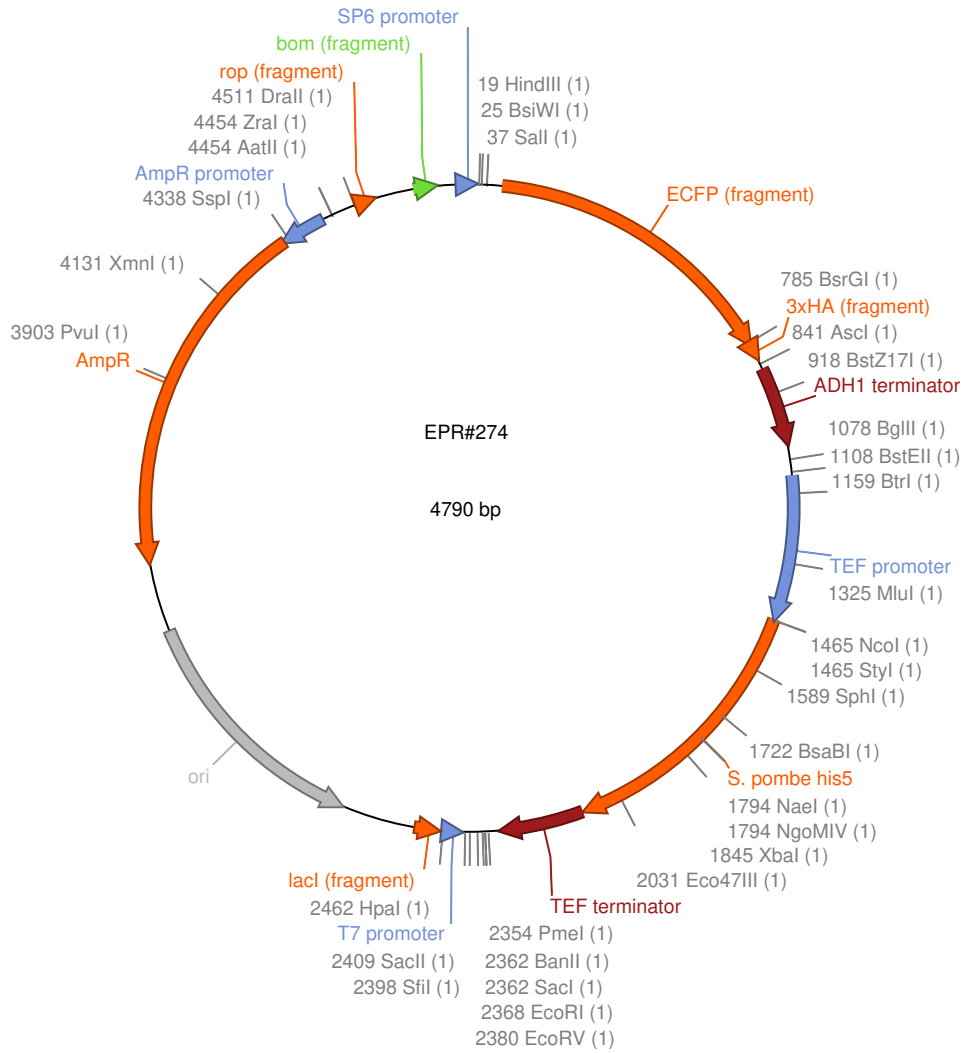 SP6 promoter
bom (fragment)
rop (fragment)
4511 DraII (1)
4454 ZraI (1)
4454 AatII (1)
AmpR promoter
4338 SspI (1)
4131 XmnI (1)
3903 PvuI (1)
AmpR
19 HindIII (1)
25 BsiWI (1)
37 SalI (1)
ECFP (fragment)
785 BsrGI (1)
3xHA (fragment)
841 AscI (1)
918 BstZ17I (1)
ADH1 terminator
1078 BglII (1)
1108 BstEII (1)
1159 BtrI (1)
TEF promoter
1325 MluI (1)
1465 NcoI (1)
1465 StyI (1)
1589 SphI (1)
1722 BsaBI (1)
S. pombe his5
1794 NaeI (1)
1794 NgoMIV (1)
1845 XbaI (1)
2031 Eco47III (1)
TEF terminator
2354 PmeI (1)
2362 BanII (1)
2362 SacI (1)
2368 EcoRI (1)
2380 EcoRV (1)
EPR#274
4790 bp
ori
lacI (fragment)
2462 HpaI (1)
T7 promoter
2409 SacII (1)
2398 SfiI (1)